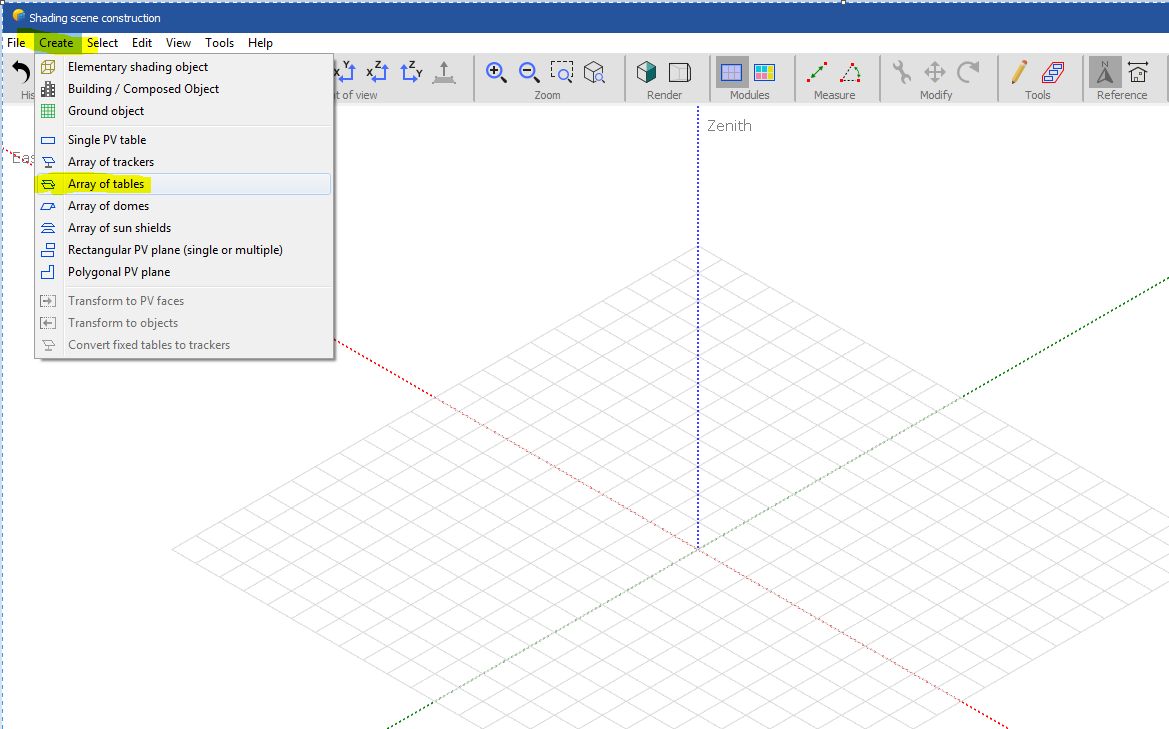 Shading scene construction
File Create Select Edit View Tools Help
Elementary shading object
Building / Composed Object
Ground object
Single PV table
Array of trackers
Array of tables
Array of domes
Array of sun shields
Rectangular PV plane (single or multiple)
Polygonal PV plane
Transform to PV faces
Transform to objects
Convert fixed tables to trackers
X Y Z X Z Y
His t of view Zoom Render Modules Measure Modify Tools Reference
N
Zenith
Eas